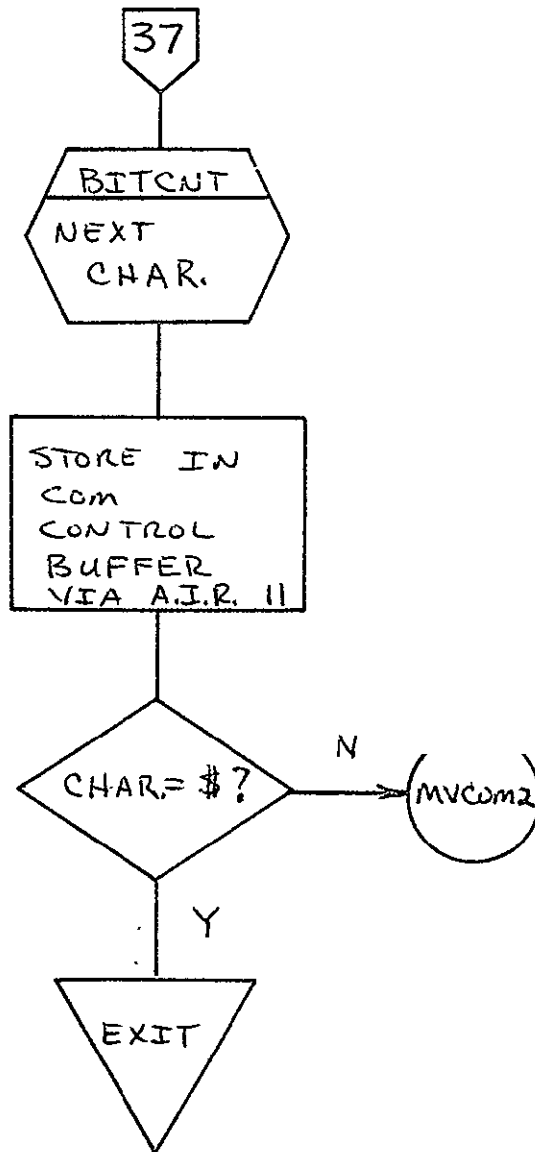 37
BITCNT
NEXT
CHAR.
STORE IN
COM
CONTROL
BUFFER
VIA A.I.R. 11
CHAR.= $ ?
N
MVCOM2
Y
EXIT